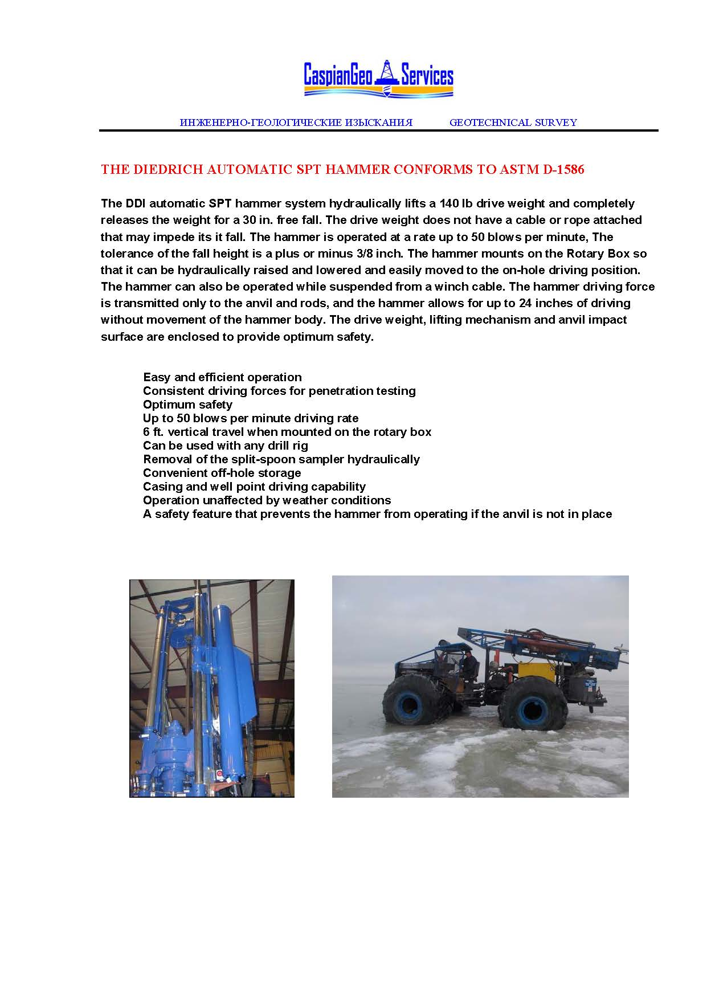 CaspianGeo Services
ИНЖЕНЕРНО-ГЕОЛОГИЧЕСКИЕ ИЗЫСКАНИЯ GEOTECHNICAL SURVEY
THE DIEDRICH AUTOMATIC SPT HAMMER CONFORMS TO ASTM D-1586
The DDI automatic SPT hammer system hydraulically lifts a 140 lb drive weight and completely
releases the weight for a 30 in. free fall. The drive weight does not have a cable or rope attached
that may impede its it fall. The hammer is operated at a rate up to 50 blows per minute, The
tolerance of the fall height is a plus or minus 3/8 inch. The hammer mounts on the Rotary Box so
that it can be hydraulically raised and lowered and easily moved to the on-hole driving position.
The hammer can also be operated while suspended from a winch cable. The hammer driving force
is transmitted only to the anvil and rods, and the hammer allows for up to 24 inches of driving
without movement of the hammer body. The drive weight, lifting mechanism and anvil impact
surface are enclosed to provide optimum safety.
Easy and efficient operation
Consistent driving forces for penetration testing
Optimum safety
Up to 50 blows per minute driving rate
6 ft. vertical travel when mounted on the rotary box
Can be used with any drill rig
Removal of the split-spoon sampler hydraulically
Convenient off-hole storage
Casing and well point driving capability
Operation unaffected by weather conditions
A safety feature that prevents the hammer from operating if the anvil is not in place